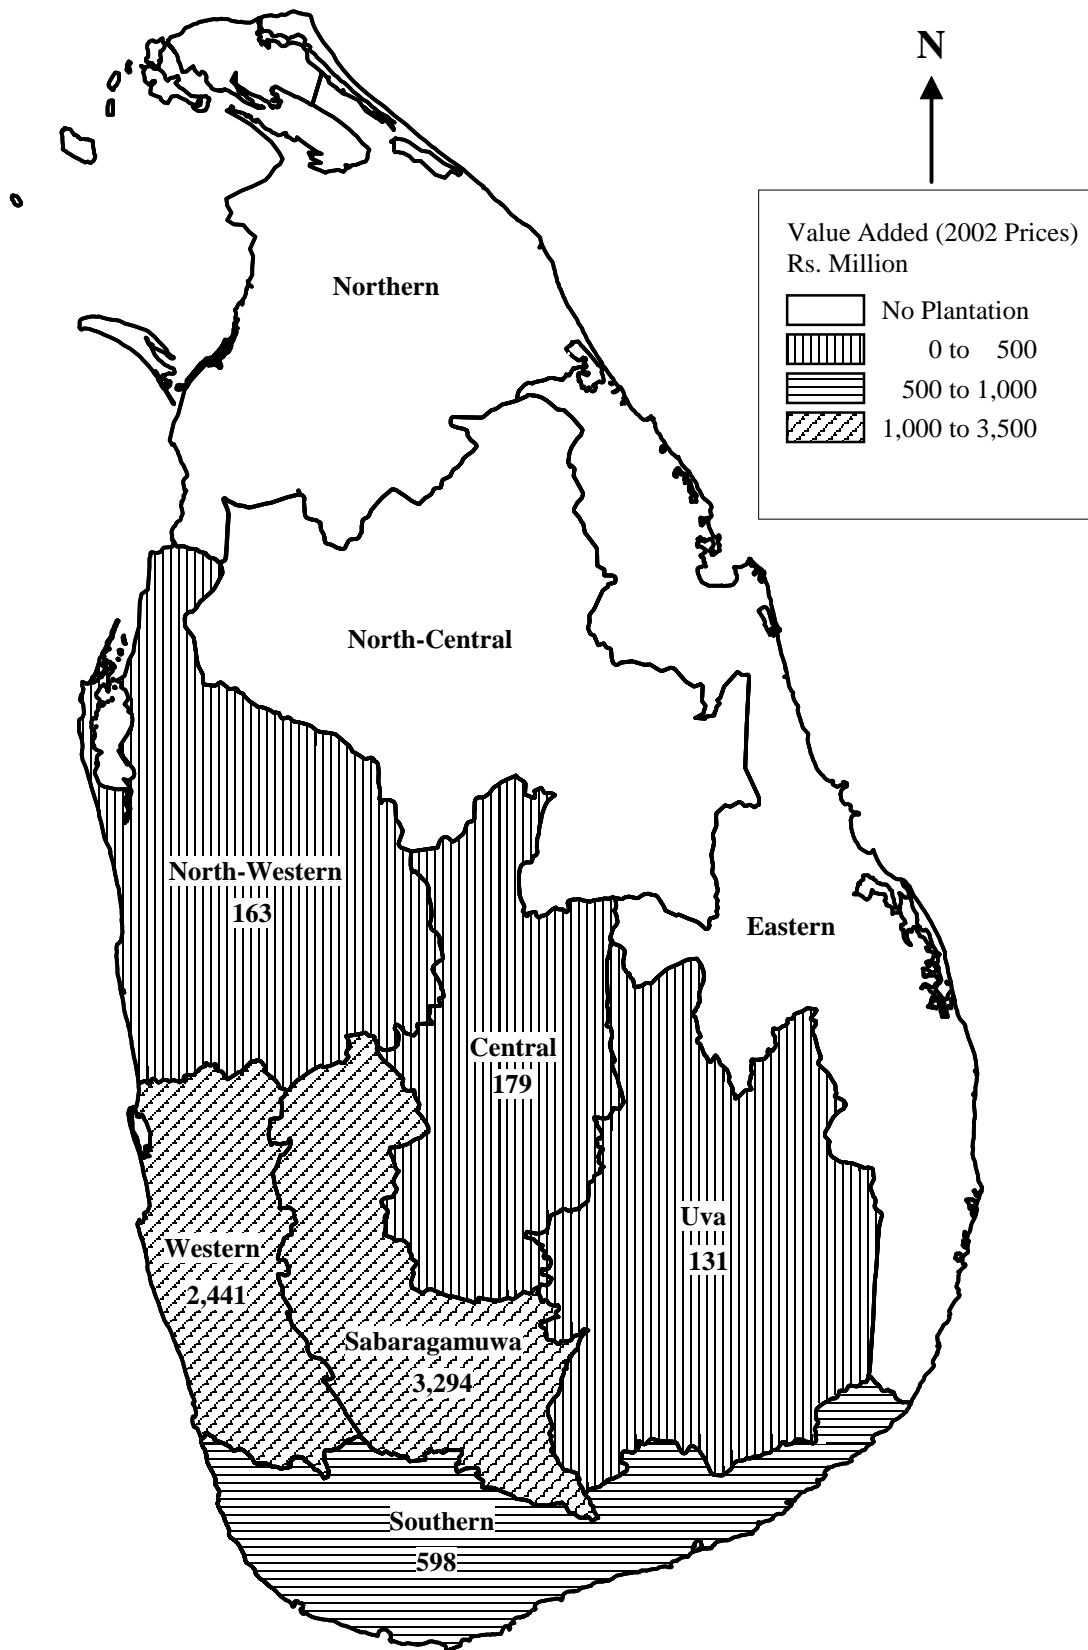 N
Value Added (2002 Prices)
Rs. Million
No Plantation
0 to 500
500 to 1,000
1,000 to 3,500
Northern
North-Central
North-Western
163
Eastern
Central
179
Uva
131
Western
2,441
Sabaragamuwa
3,294
Southern
598